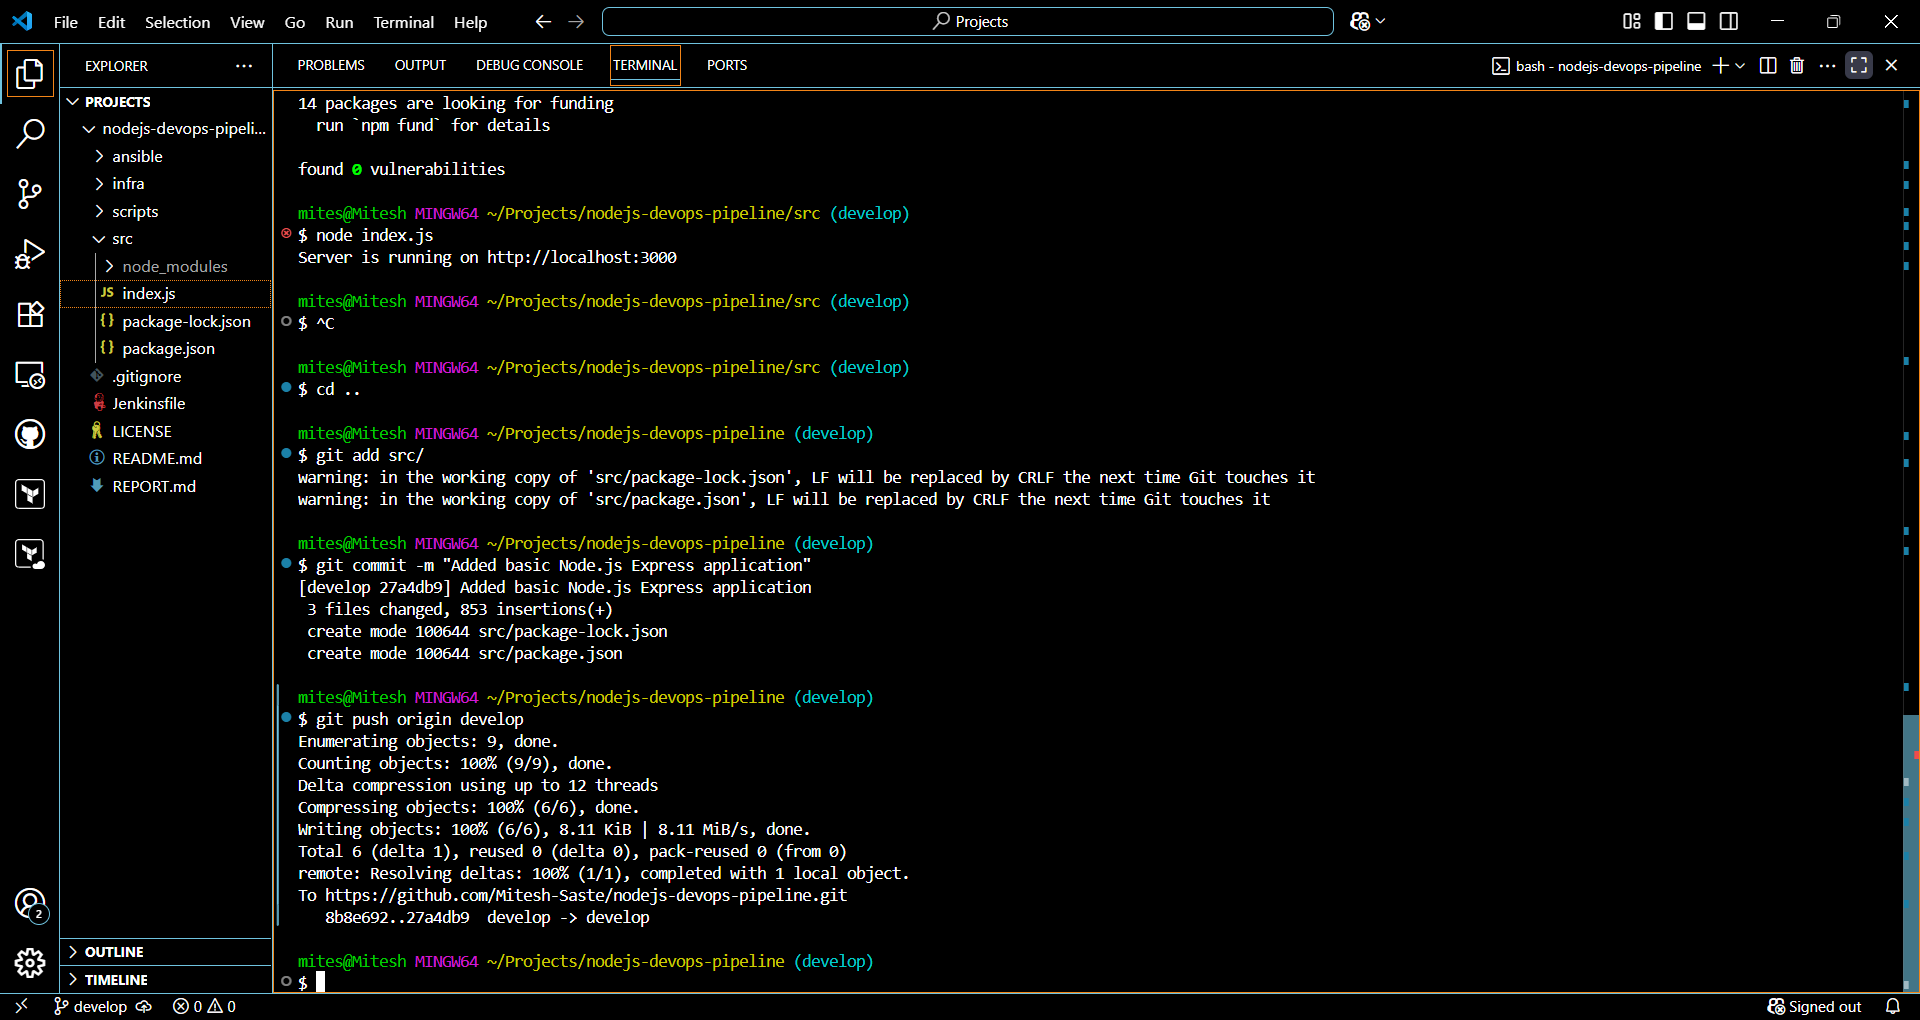 File Edit Selection View Go Run Terminal Help
Projects
EXPLORER
PROJECTS
nodejs-devops-pipeli...
ansible
infra
scripts
src
node_modules
JS index.js
{} package-lock.json
{} package.json
.gitignore
Jenkinsfile
LICENSE
README.md
REPORT.md
OUTLINE
TIMELINE
2
PROBLEMS OUTPUT DEBUG CONSOLE TERMINAL PORTS
bash - nodejs-devops-pipeline
14 packages are looking for funding
run `npm fund` for details
found 0 vulnerabilities
mites@Mitesh MINGW64 ~/Projects/nodejs-devops-pipeline/src (develop)
$ node index.js
Server is running on http://localhost:3000
mites@Mitesh MINGW64 ~/Projects/nodejs-devops-pipeline/src (develop)
$ ^C
mites@Mitesh MINGW64 ~/Projects/nodejs-devops-pipeline/src (develop)
$ cd ..
mites@Mitesh MINGW64 ~/Projects/nodejs-devops-pipeline (develop)
$ git add src/
warning: in the working copy of 'src/package-lock.json', LF will be replaced by CRLF the next time Git touches it
warning: in the working copy of 'src/package.json', LF will be replaced by CRLF the next time Git touches it
mites@Mitesh MINGW64 ~/Projects/nodejs-devops-pipeline (develop)
$ git commit -m "Added basic Node.js Express application"
[develop 27a4db9] Added basic Node.js Express application
3 files changed, 853 insertions(+)
create mode 100644 src/package-lock.json
create mode 100644 src/package.json
mites@Mitesh MINGW64 ~/Projects/nodejs-devops-pipeline (develop)
$ git push origin develop
Enumerating objects: 9, done.
Counting objects: 100% (9/9), done.
Delta compression using up to 12 threads
Compressing objects: 100% (6/6), done.
Writing objects: 100% (6/6), 8.11 KiB | 8.11 MiB/s, done.
Total 6 (delta 1), reused 0 (delta 0), pack-reused 0 (from 0)
remote: Resolving deltas: 100% (1/1), completed with 1 local object.
To https://github.com/Mitesh-Saste/nodejs-devops-pipeline.git
8b8e692..27a4db9  develop -> develop
mites@Mitesh MINGW64 ~/Projects/nodejs-devops-pipeline (develop)
$
develop 0 0 Signed out